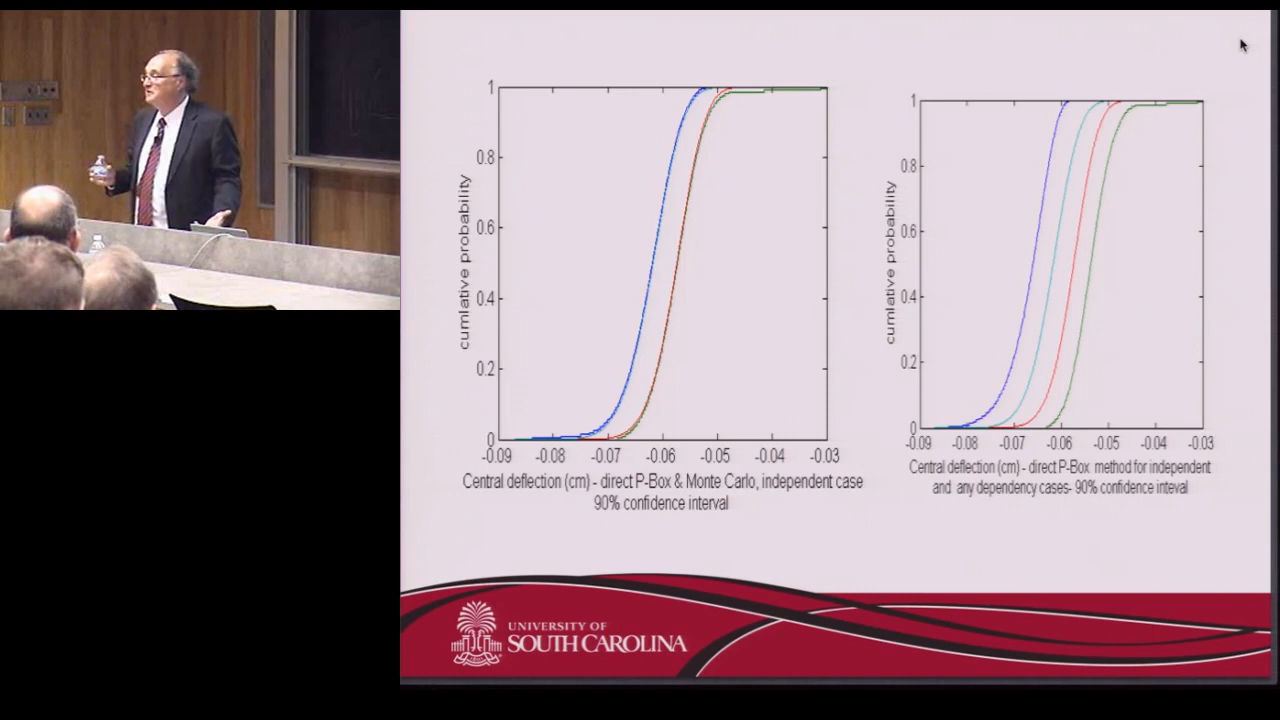 cumlative probability
1
0.8
0.6
0.4
0.2
0
-0.09 -0.08 -0.07 -0.06 -0.05 -0.04 -0.03
Central deflection (cm) - direct P-Box & Monte Carlo, independent case
90% confidence interval
cumlative probability
1
0.8
0.6
0.4
0.2
0
-0.09 -0.08 -0.07 -0.06 -0.05 -0.04 -0.03
Central deflection (cm) - direct P-Box method for independent
and any dependency cases- 90% confidence inteval
UNIVERSITY OF
SOUTH CAROLINA